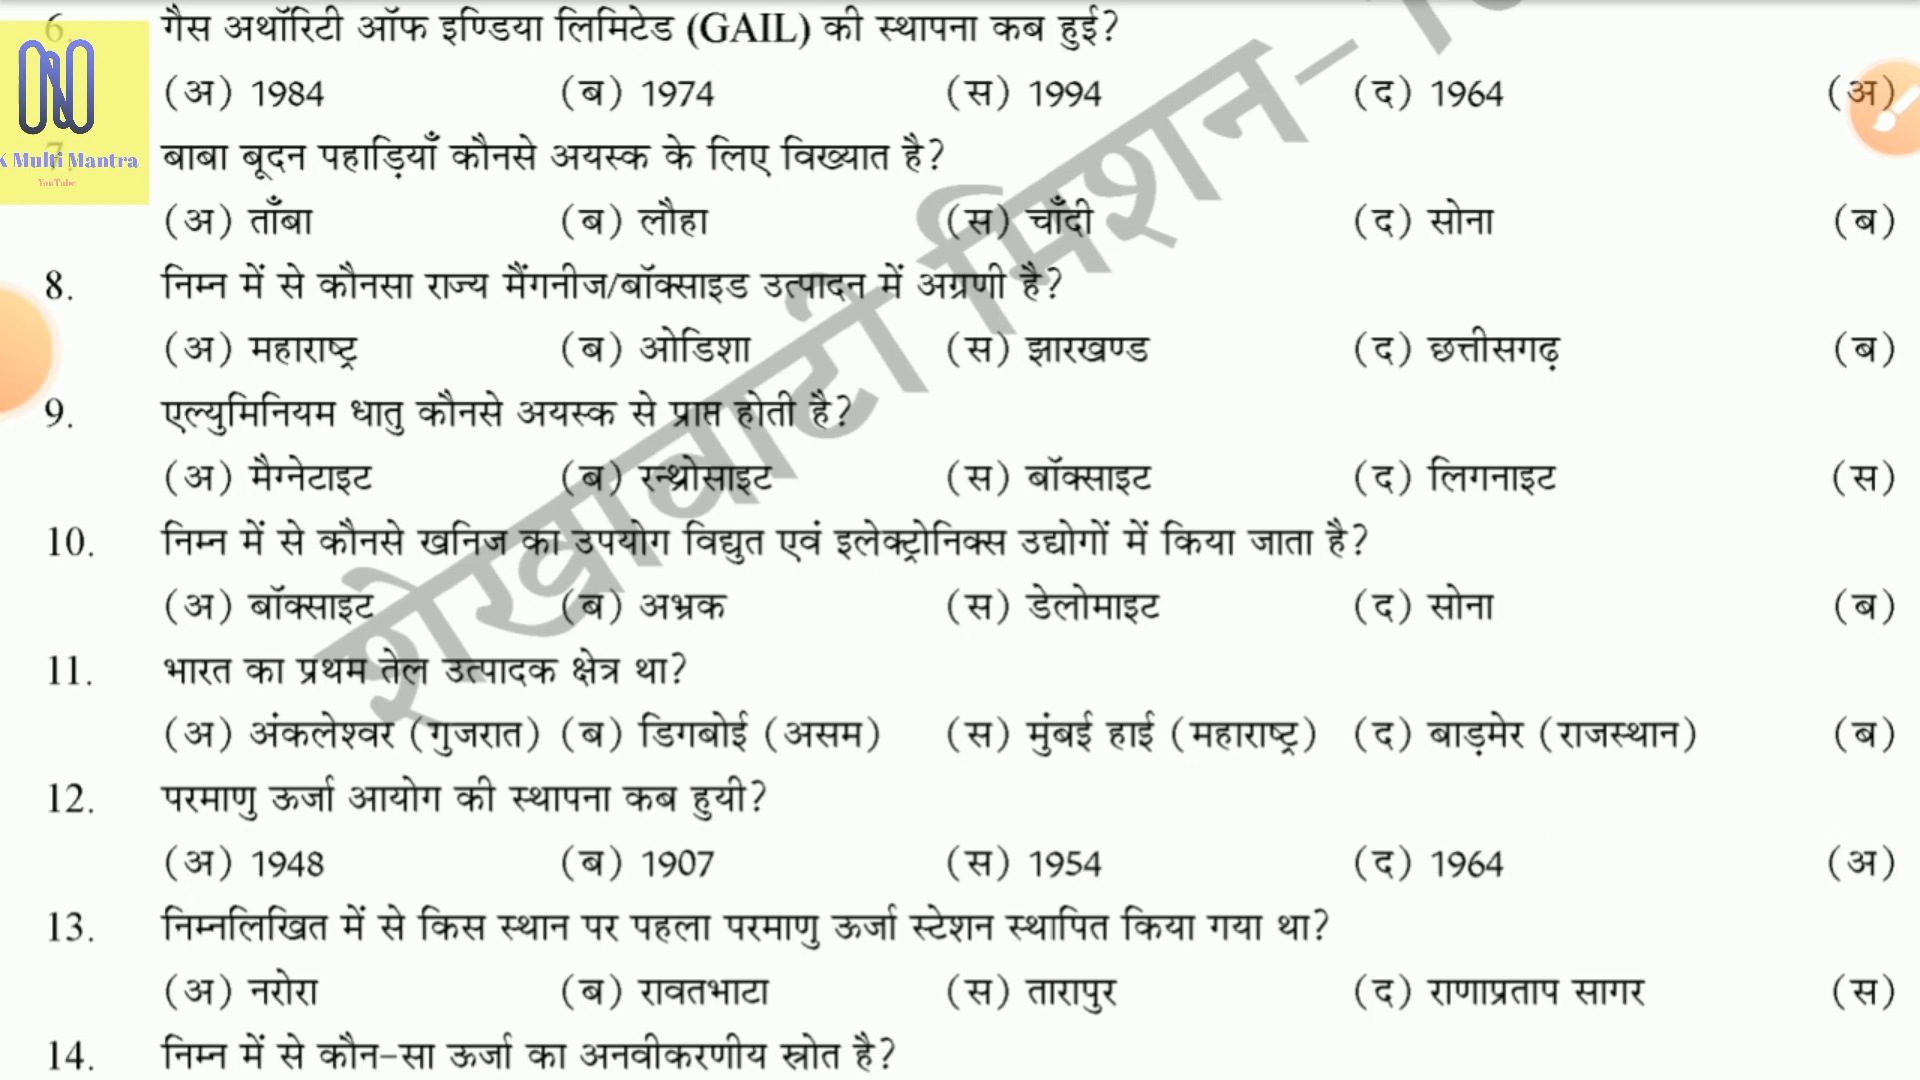 6. गैस अथॉरिटी ऑफ इण्डिया लिमिटेड (GAIL) की स्थापना कब हुई?
(अ) 1984 (ब) 1974 (स) 1994 (द) 1964 (अ)
K Multi Mantra
YouTube
7. बाबा बूदन पहाड़ियाँ कौनसे अयस्क के लिए विख्यात है?
(अ) ताँबा (ब) लौहा (स) चाँदी (द) सोना (ब)
8. निम्न में से कौनसा राज्य मैंगनीज/बॉक्साइड उत्पादन में अग्रणी है?
(अ) महाराष्ट्र (ब) ओडिशा (स) झारखण्ड (द) छत्तीसगढ़ (ब)
9. एल्युमिनियम धातु कौनसे अयस्क से प्राप्त होती है?
(अ) मैग्नेटाइट (ब) रन्थ्रोसाइट (स) बॉक्साइट (द) लिगनाइट (स)
10. निम्न में से कौनसे खनिज का उपयोग विद्युत एवं इलेक्ट्रोनिक्स उद्योगों में किया जाता है?
(अ) बॉक्साइट (ब) अभ्रक (स) डेलोमाइट (द) सोना (ब)
11. भारत का प्रथम तेल उत्पादक क्षेत्र था?
(अ) अंकलेश्वर (गुजरात) (ब) डिगबोई (असम) (स) मुंबई हाई (महाराष्ट्र) (द) बाड़मेर (राजस्थान) (ब)
12. परमाणु ऊर्जा आयोग की स्थापना कब हुयी?
(अ) 1948 (ब) 1907 (स) 1954 (द) 1964 (अ)
13. निम्नलिखित में से किस स्थान पर पहला परमाणु ऊर्जा स्टेशन स्थापित किया गया था?
(अ) नरोरा (ब) रावतभाटा (स) तारापुर (द) राणाप्रताप सागर (स)
14. निम्न में से कौन-सा ऊर्जा का अनवीकरणीय स्रोत है?
शेखावाटी मिशन-